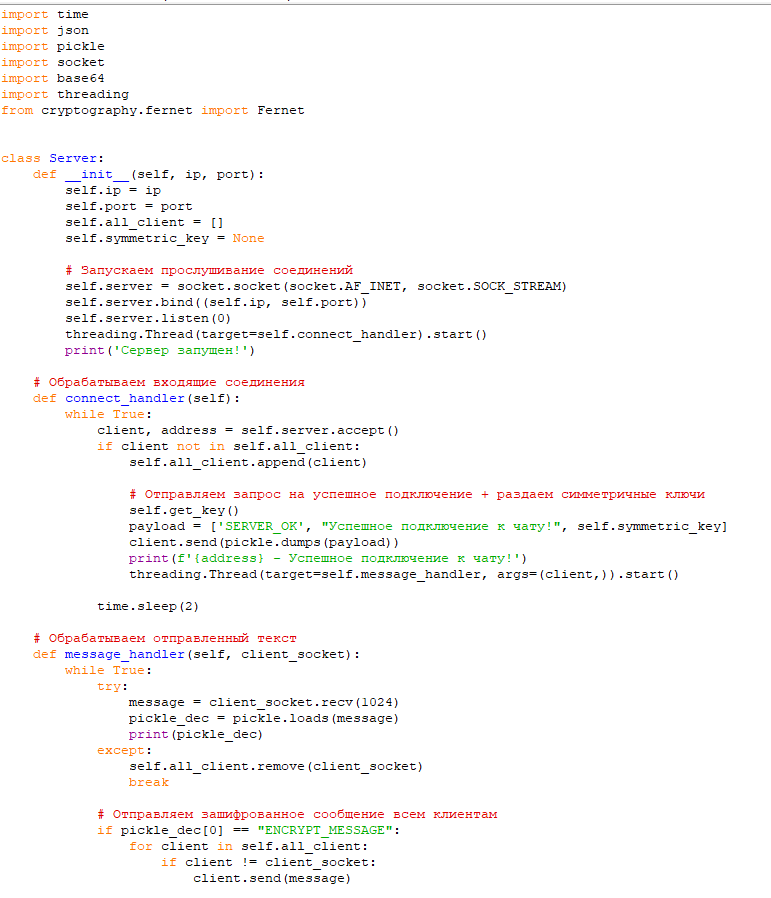 import time
import json
import pickle
import socket
import base64
import threading
from cryptography.fernet import Fernet
class Server:
    def __init__(self, ip, port):
        self.ip = ip
        self.port = port
        self.all_client = []
        self.symmetric_key = None
        # Запускаем прослушивание соединений
        self.server = socket.socket(socket.AF_INET, socket.SOCK_STREAM)
        self.server.bind((self.ip, self.port))
        self.server.listen(0)
        threading.Thread(target=self.connect_handler).start()
        print('Сервер запущен!')
    # Обрабатываем входящие соединения
    def connect_handler(self):
        while True:
            client, address = self.server.accept()
            if client not in self.all_client:
                self.all_client.append(client)
                # Отправляем запрос на успешное подключение + раздаем симметричные ключи
                self.get_key()
                payload = ['SERVER_OK', "Успешное подключение к чату!", self.symmetric_key]
                client.send(pickle.dumps(payload))
                print(f'{address} - Успешное подключение к чату!')
                threading.Thread(target=self.message_handler, args=(client,)).start()
            time.sleep(2)
    # Обрабатываем отправленный текст
    def message_handler(self, client_socket):
        while True:
            try:
                message = client_socket.recv(1024)
                pickle_dec = pickle.loads(message)
                print(pickle_dec)
            except:
                self.all_client.remove(client_socket)
                break
            # Отправляем зашифрованное сообщение всем клиентам
            if pickle_dec[0] == "ENCRYPT_MESSAGE":
                for client in self.all_client:
                    if client != client_socket:
                        client.send(message)